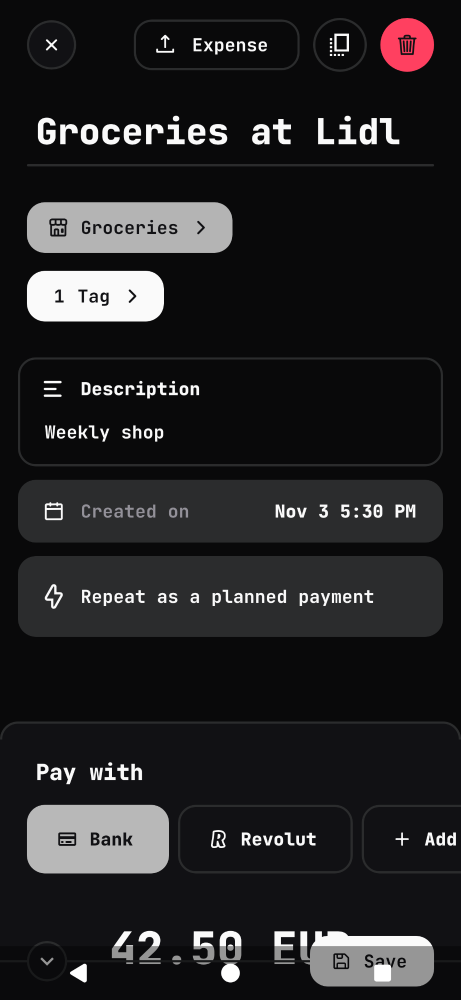 Expense
Groceries at Lidl
Groceries
1 Tag
Description
Weekly shop
Created on Nov 3 5:30 PM
Repeat as a planned payment
Pay with
Bank Revolut Add
42.50 EUR
Save